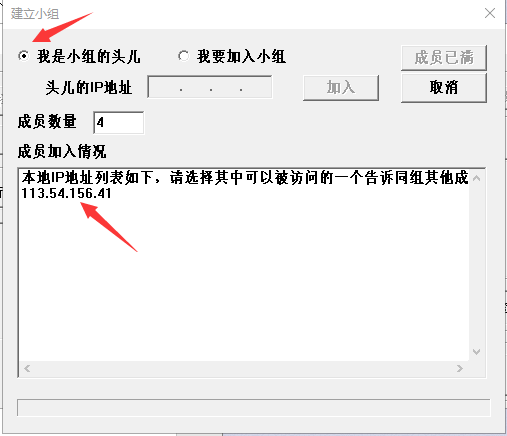 建立小组
我是小组的头儿 我要加入小组 成员已满
头儿的IP地址 . . . 加入 取消
成员数量 4
成员加入情况
本地IP地址列表如下，请选择其中可以被访问的一个告诉同组其他成
113.54.156.41